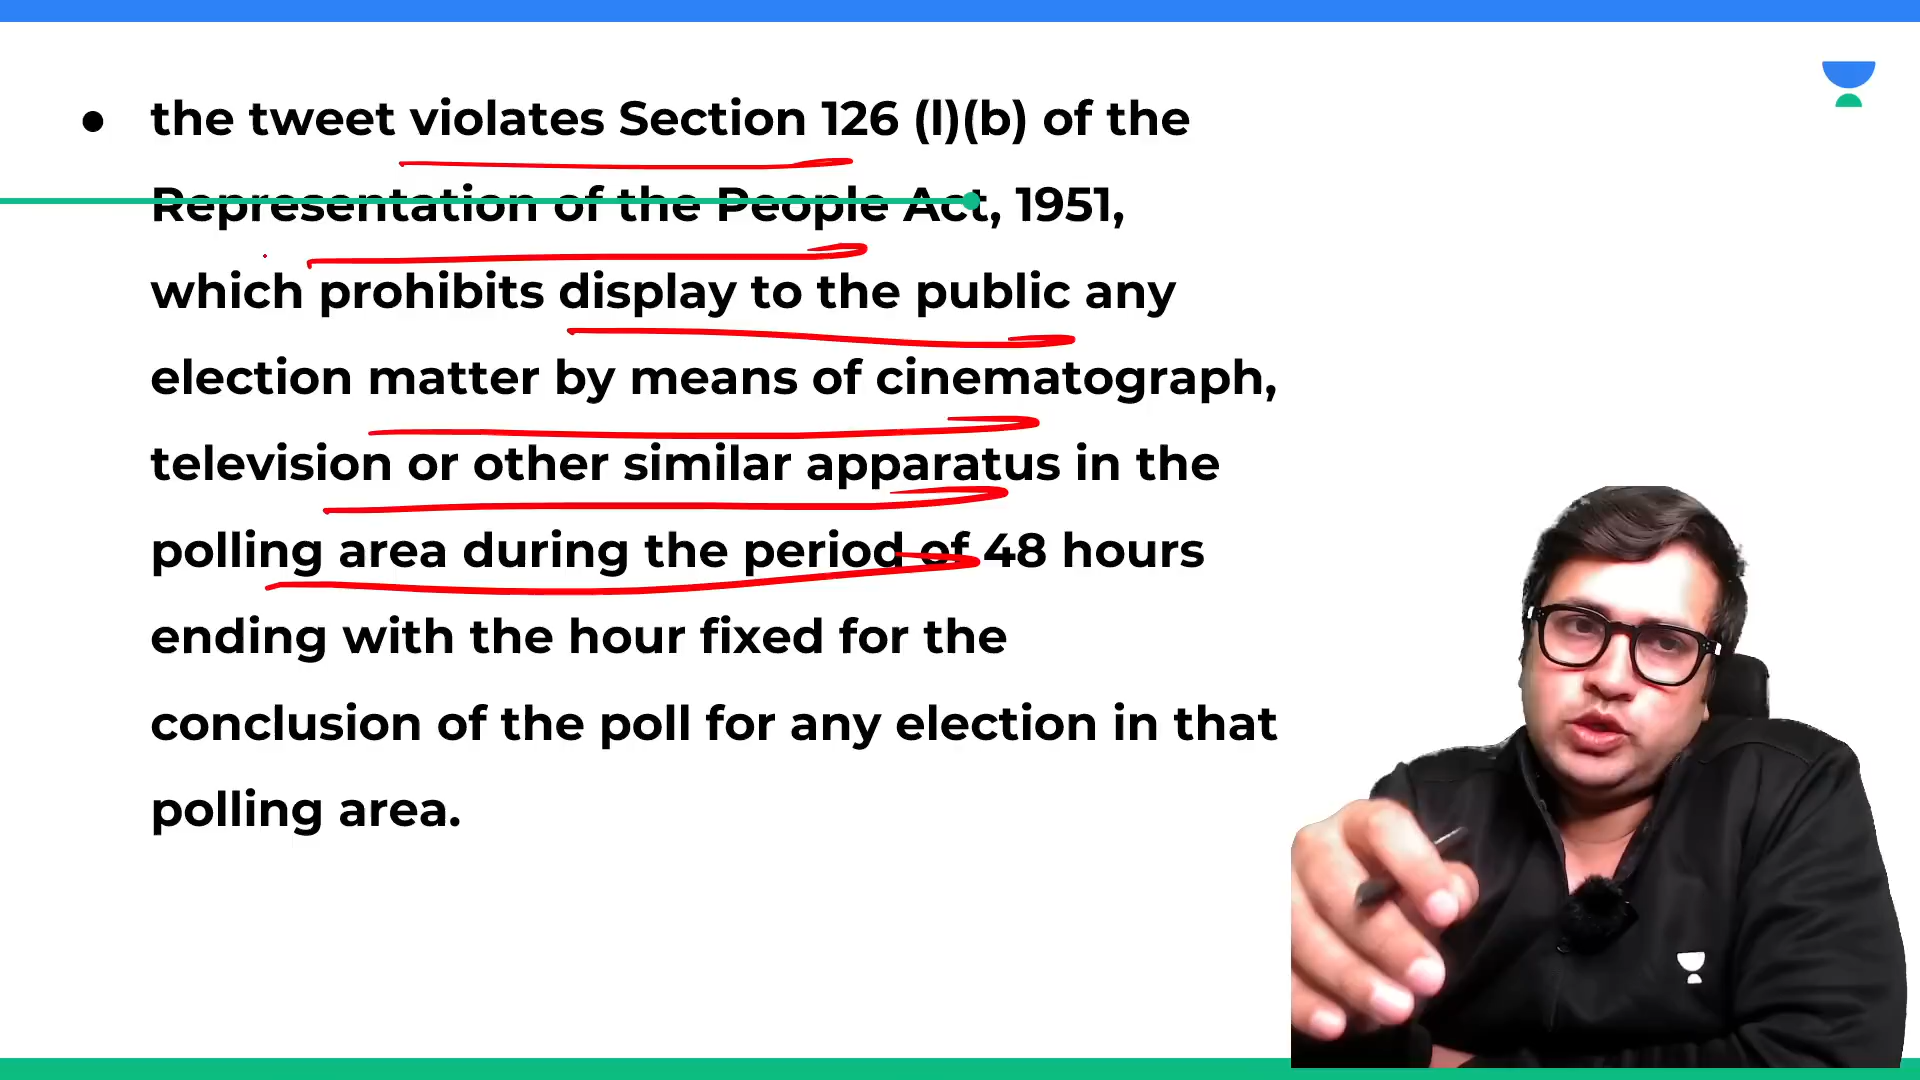 ● the tweet violates Section 126 (l)(b) of the
Representation of the People Act, 1951,
which prohibits display to the public any
election matter by means of cinematograph,
television or other similar apparatus in the
polling area during the period of 48 hours
ending with the hour fixed for the
conclusion of the poll for any election in that
polling area.